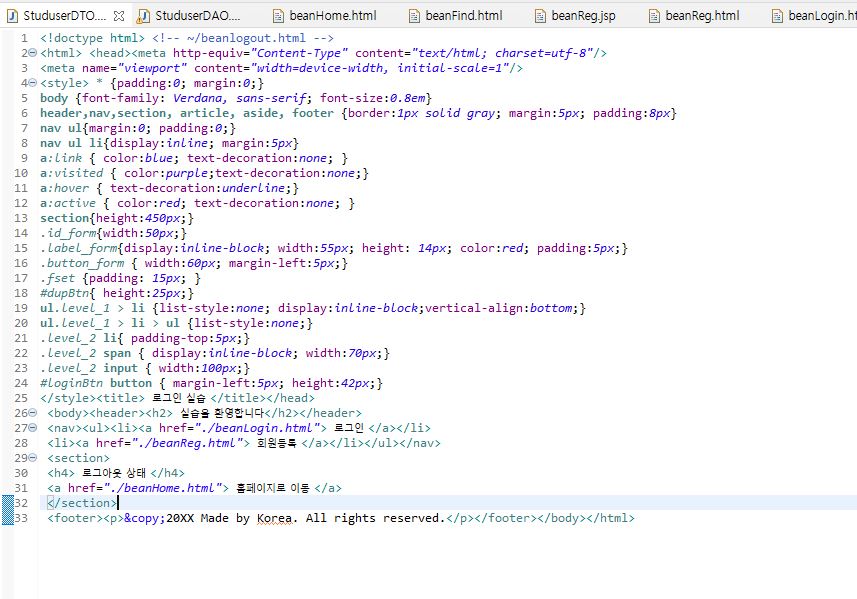 StuduserDTO.... StuduserDAO.... beanHome.html beanFind.html beanReg.jsp beanReg.html beanLogin.ht
1 <!doctype html> <!-- ~/beanlogout.html -->
2 <html> <head><meta http-equiv="Content-Type" content="text/html; charset=utf-8"/>
3 <meta name="viewport" content="width=device-width, initial-scale=1"/>
4 <style> * {padding:0; margin:0;}
5 body {font-family: Verdana, sans-serif; font-size:0.8em}
6 header,nav,section, article, aside, footer {border:1px solid gray; margin:5px; padding:8px}
7 nav ul{margin:0; padding:0;}
8 nav ul li{display:inline; margin:5px}
9 a:link { color:blue; text-decoration:none; }
10 a:visited { color:purple;text-decoration:none;}
11 a:hover { text-decoration:underline;}
12 a:active { color:red; text-decoration:none; }
13 section{height:450px;}
14 .id_form{width:50px;}
15 .label_form{display:inline-block; width:55px; height: 14px; color:red; padding:5px;}
16 .button_form { width:60px; margin-left:5px;}
17 .fset {padding: 15px; }
18 #dupBtn{ height:25px;}
19 ul.level_1 > li {list-style:none; display:inline-block;vertical-align:bottom;}
20 ul.level_1 > li > ul {list-style:none;}
21 .level_2 li{ padding-top:5px;}
22 .level_2 span { display:inline-block; width:70px;}
23 .level_2 input { width:100px;}
24 #loginBtn button { margin-left:5px; height:42px;}
25 </style><title> 로그인 실습 </title></head>
26 <body><header><h2> 실습을 환영합니다</h2></header>
27 <nav><ul><li><a href="./beanLogin.html"> 로그인 </a></li>
28 <li><a href="./beanReg.html"> 회원등록 </a></li></ul></nav>
29 <section>
30 <h4> 로그아웃 상태 </h4>
31 <a href="./beanHome.html"> 홈페이지로 이동 </a>
32 </section>
33 <footer><p>&copy;20XX Made by Korea. All rights reserved.</p></footer></body></html>